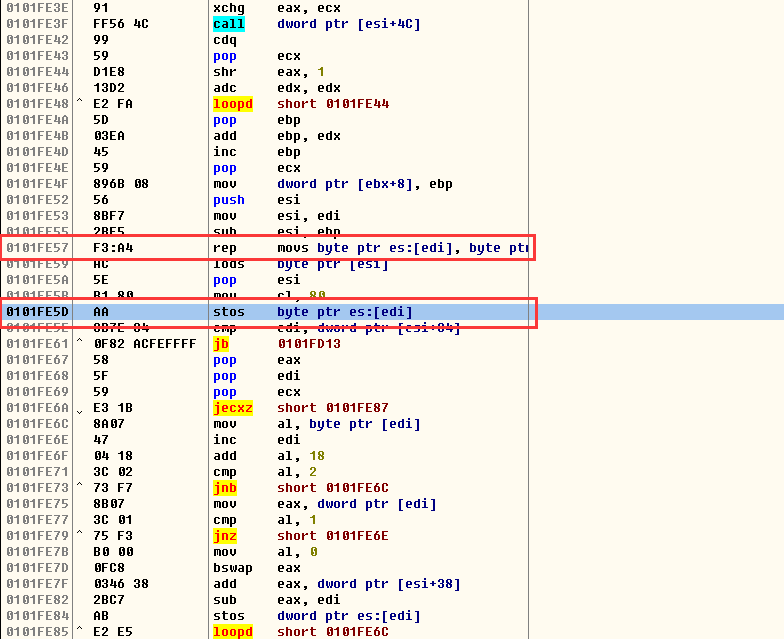 0101FE3E 91 xchg eax, ecx
0101FE3F FF56 4C call dword ptr [esi+4C]
0101FE42 99 cdq
0101FE43 59 pop ecx
0101FE44 D1E8 shr eax, 1
0101FE46 13D2 adc edx, edx
0101FE48 ^ E2 FA loopd short 0101FE44
0101FE4A 5D pop ebp
0101FE4B 03EA add ebp, edx
0101FE4D 45 inc ebp
0101FE4E 59 pop ecx
0101FE4F 896B 08 mov dword ptr [ebx+8], ebp
0101FE52 56 push esi
0101FE53 8BF7 mov esi, edi
0101FE55 2BF5 sub esi, ebp
0101FE57 F3:A4 rep movs byte ptr es:[edi], byte ptr
0101FE59 AC lods byte ptr [esi]
0101FE5A 5E pop esi
0101FE5B B1 80 mov cl, 80
0101FE5D AA stos byte ptr es:[edi]
0101FE5E 3B7E 34 cmp edi, dword ptr [esi+34]
0101FE61 ^ 0F82 ACFEFFFF jb 0101FD13
0101FE67 58 pop eax
0101FE68 5F pop edi
0101FE69 59 pop ecx
0101FE6A ˬ E3 1B jecxz short 0101FE87
0101FE6C 8A07 mov al, byte ptr [edi]
0101FE6E 47 inc edi
0101FE6F 04 18 add al, 18
0101FE71 3C 02 cmp al, 2
0101FE73 ^ 73 F7 jnb short 0101FE6C
0101FE75 8B07 mov eax, dword ptr [edi]
0101FE77 3C 01 cmp al, 1
0101FE79 ^ 75 F3 jnz short 0101FE6E
0101FE7B B0 00 mov al, 0
0101FE7D 0FC8 bswap eax
0101FE7F 0346 38 add eax, dword ptr [esi+38]
0101FE82 2BC7 sub eax, edi
0101FE84 AB stos dword ptr es:[edi]
0101FE85 ^ E2 E5 loopd short 0101FE6C